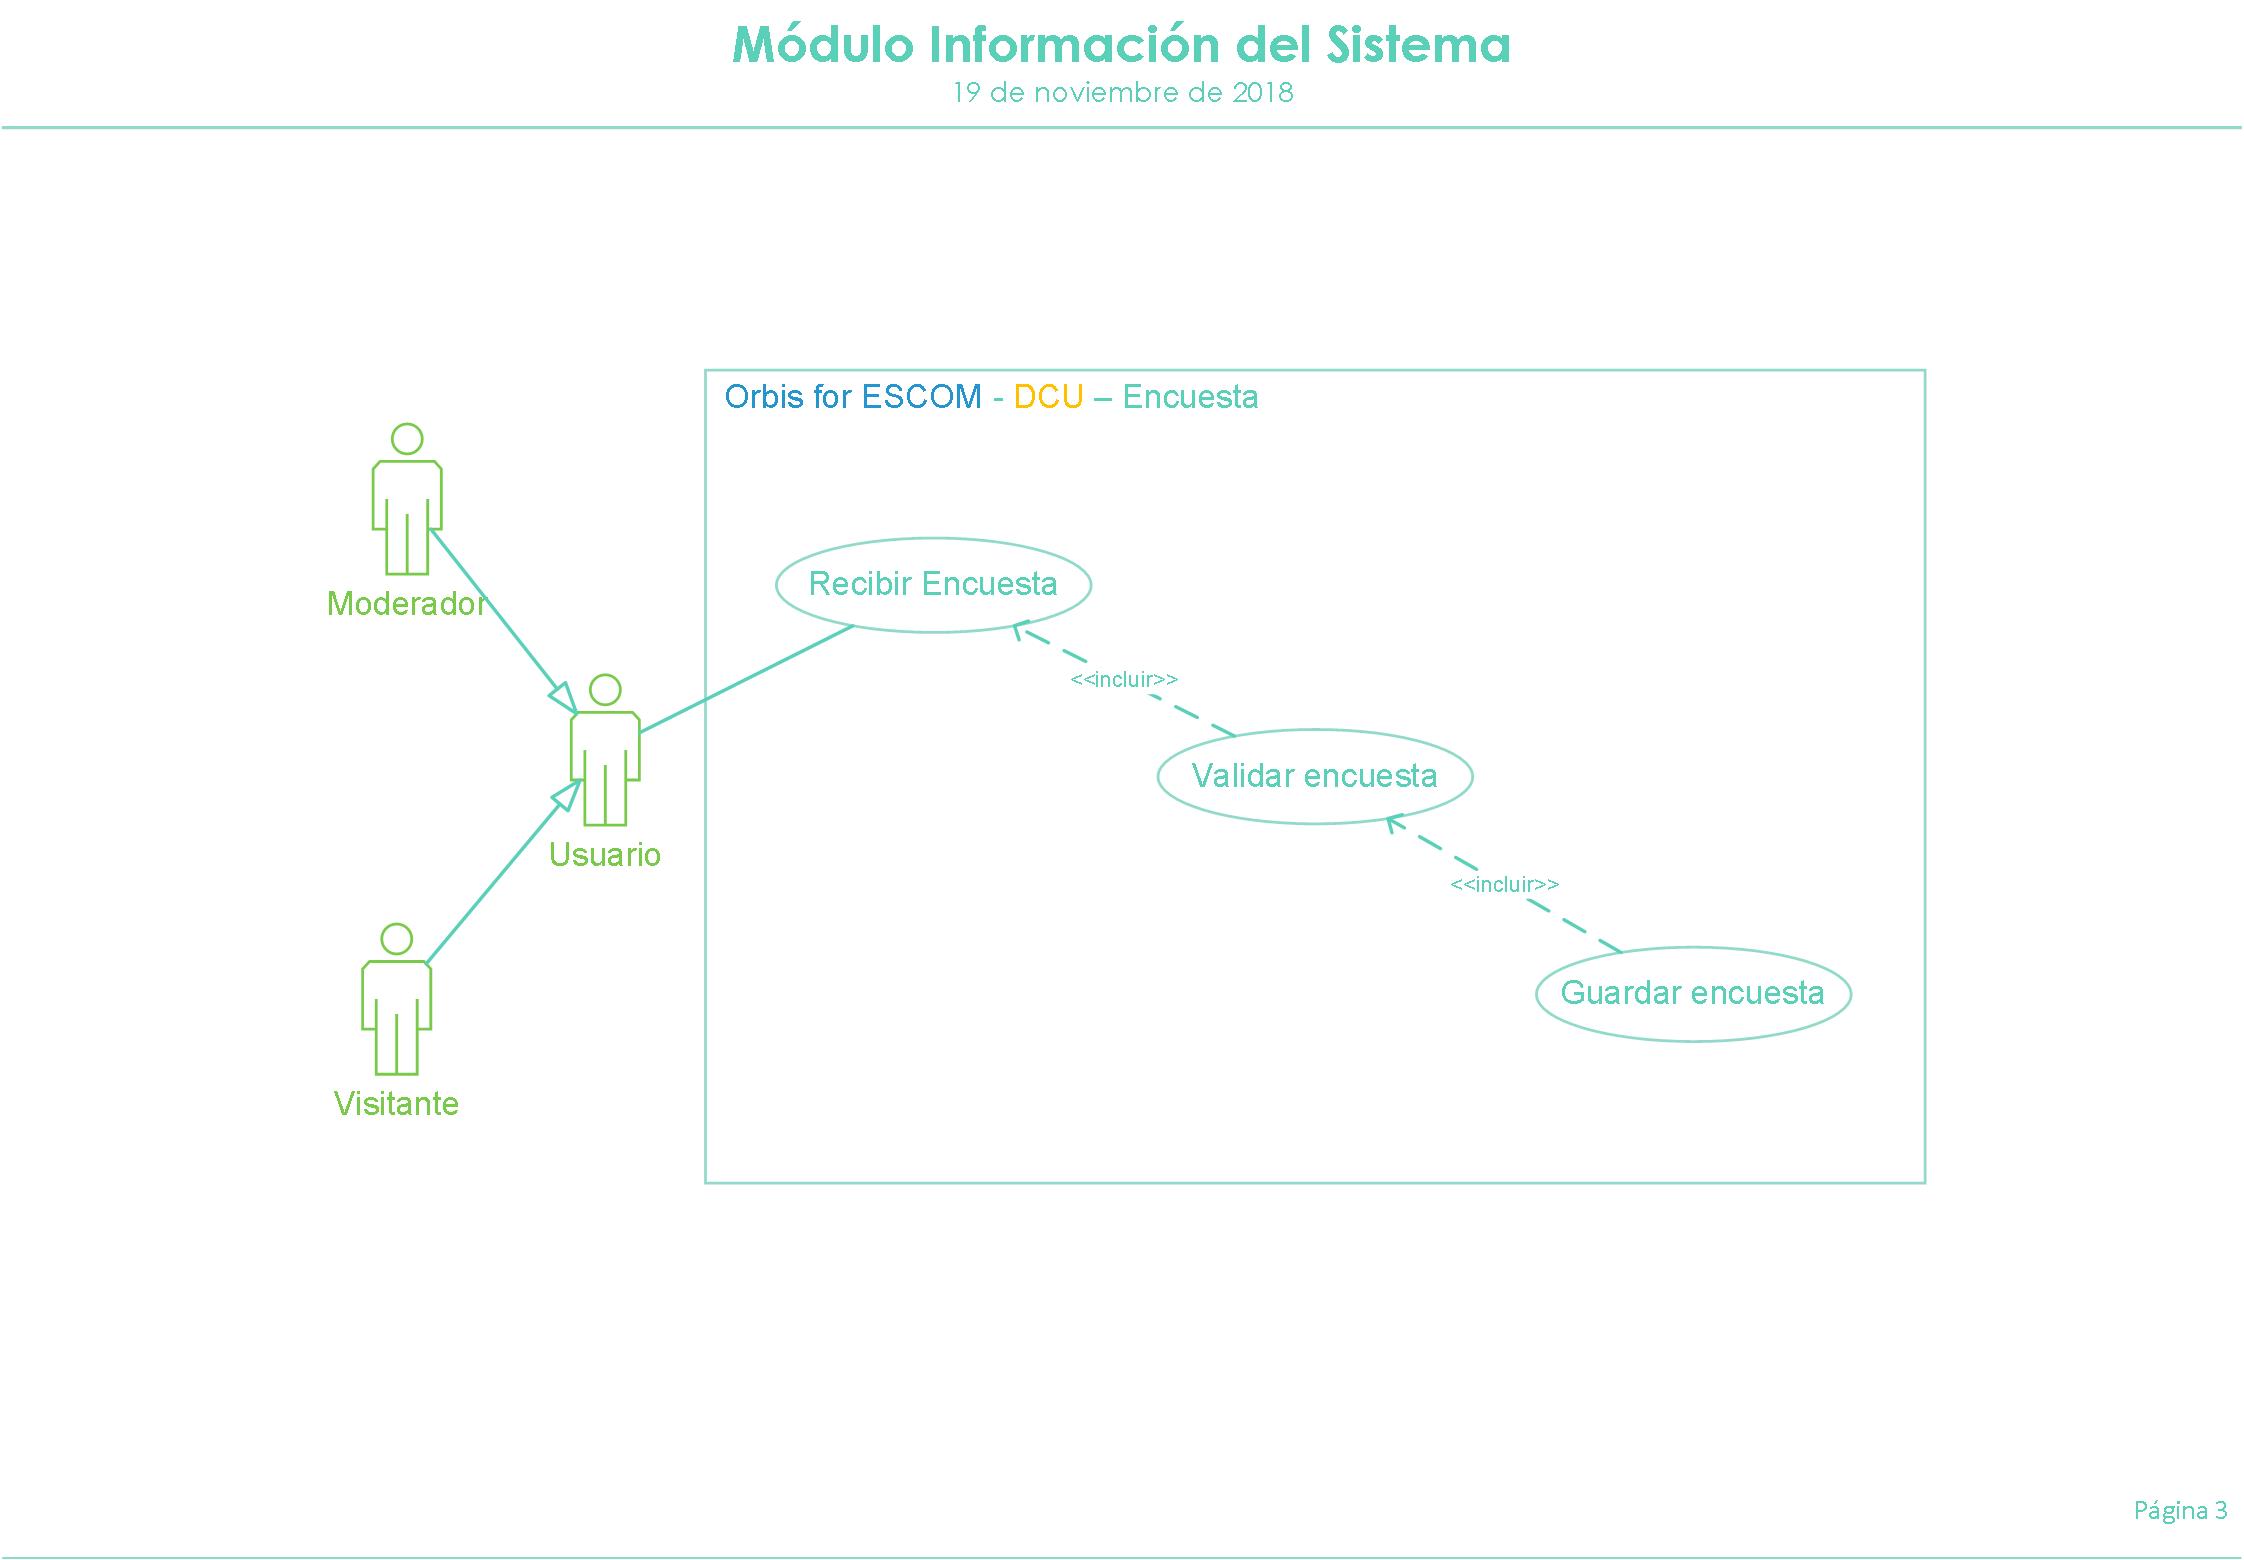 Módulo Información del Sistema
19 de noviembre de 2018
Orbis for ESCOM - DCU – Encuesta
Moderador
Recibir Encuesta
<<incluir>>
Validar encuesta
Usuario
<<incluir>>
Guardar encuesta
Visitante
Página 3